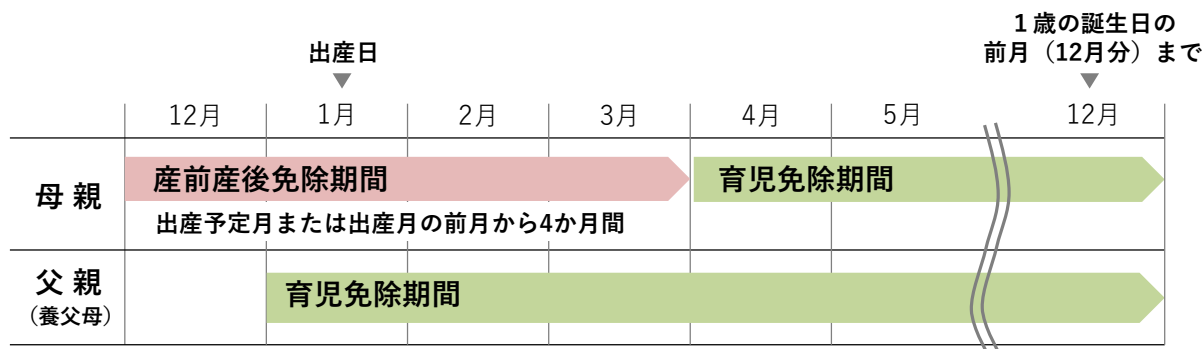 1歳の誕生日の
前月（12月分）まで
出産日
12月 1月 2月 3月 4月 5月 12月
母親
産前産後免除期間
育児免除期間
出産予定月または出産月の前月から4か月間
父親
（養父母）
育児免除期間